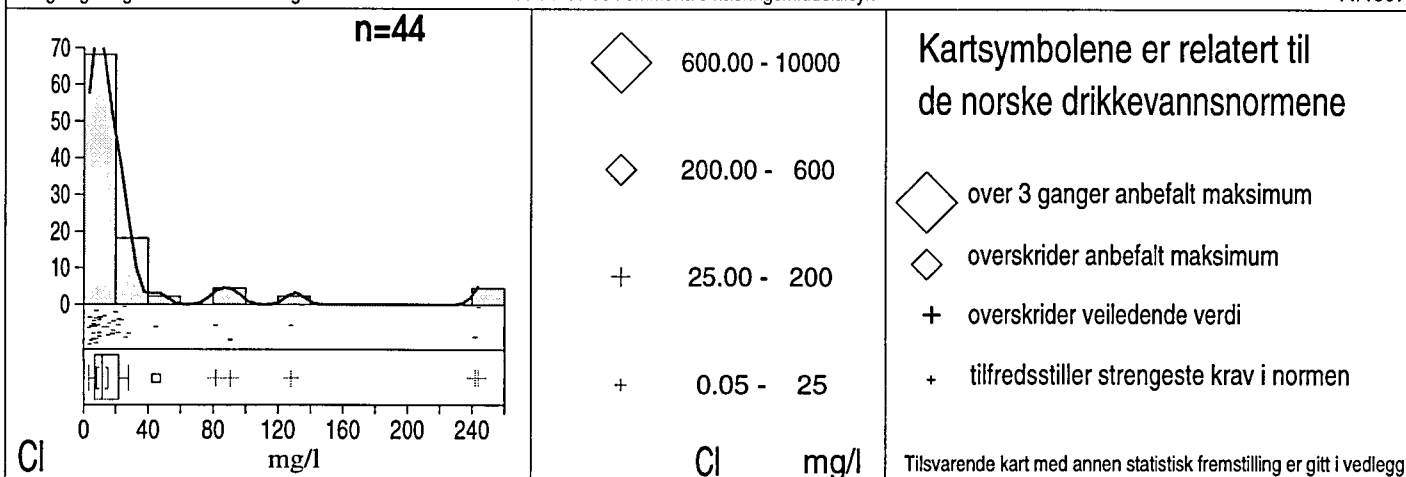 n=44
70
60
50
40
30
20
10
0
0 40 80 120 160 200 240
Cl mg/l
600.00 - 10000
200.00 - 600
25.00 - 200
0.05 - 25
Cl mg/l
Kartsymbolene er relatert til
de norske drikkevannsnormene
over 3 ganger anbefalt maksimum
overskrider anbefalt maksimum
overskrider veiledende verdi
tilfredsstiller strengeste krav i normen
Tilsvarende kart med annen statistisk fremstilling er gitt i vedlegg